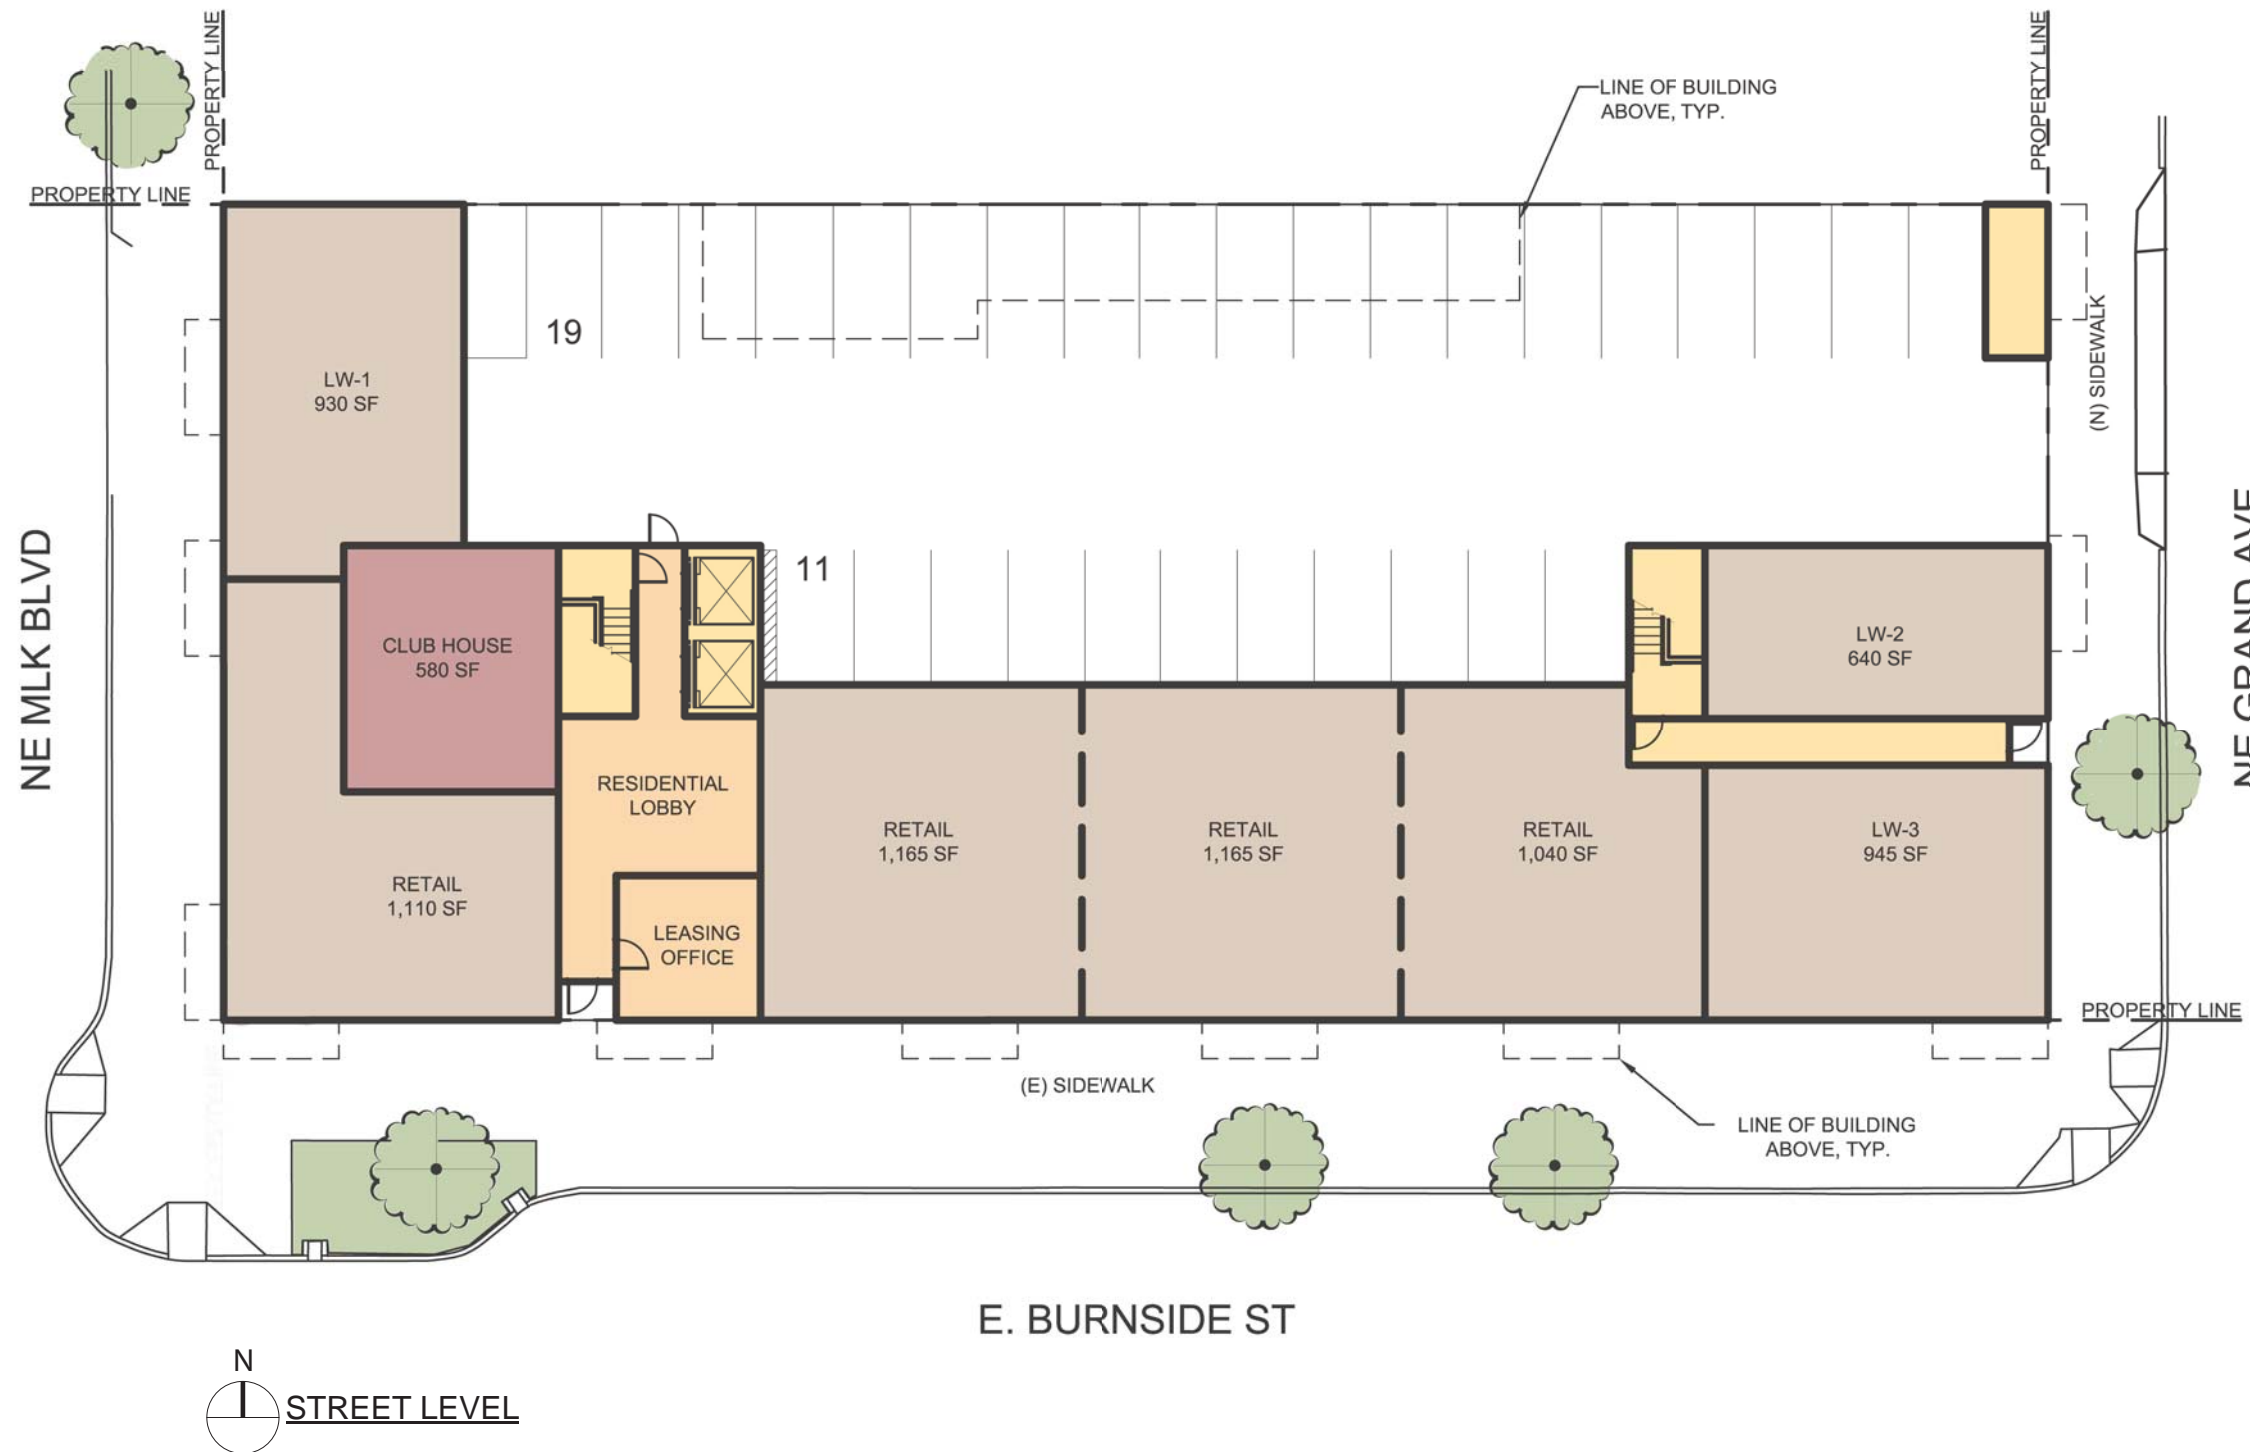 PROPERTY LINE
PROPERTY LINE
LINE OF BUILDING
ABOVE, TYP.
PROPERTY LINE
19
(N) SIDEWALK
LW-1
930 SF
NE MLK BLVD
NE GRAND AVE
11
CLUB HOUSE
580 SF
LW-2
640 SF
RESIDENTIAL
LOBBY
RETAIL
1,165 SF
RETAIL
1,165 SF
RETAIL
1,040 SF
LW-3
945 SF
RETAIL
1,110 SF
LEASING
OFFICE
PROPERTY LINE
(E) SIDEWALK
LINE OF BUILDING
ABOVE, TYP.
E. BURNSIDE ST
N
STREET LEVEL